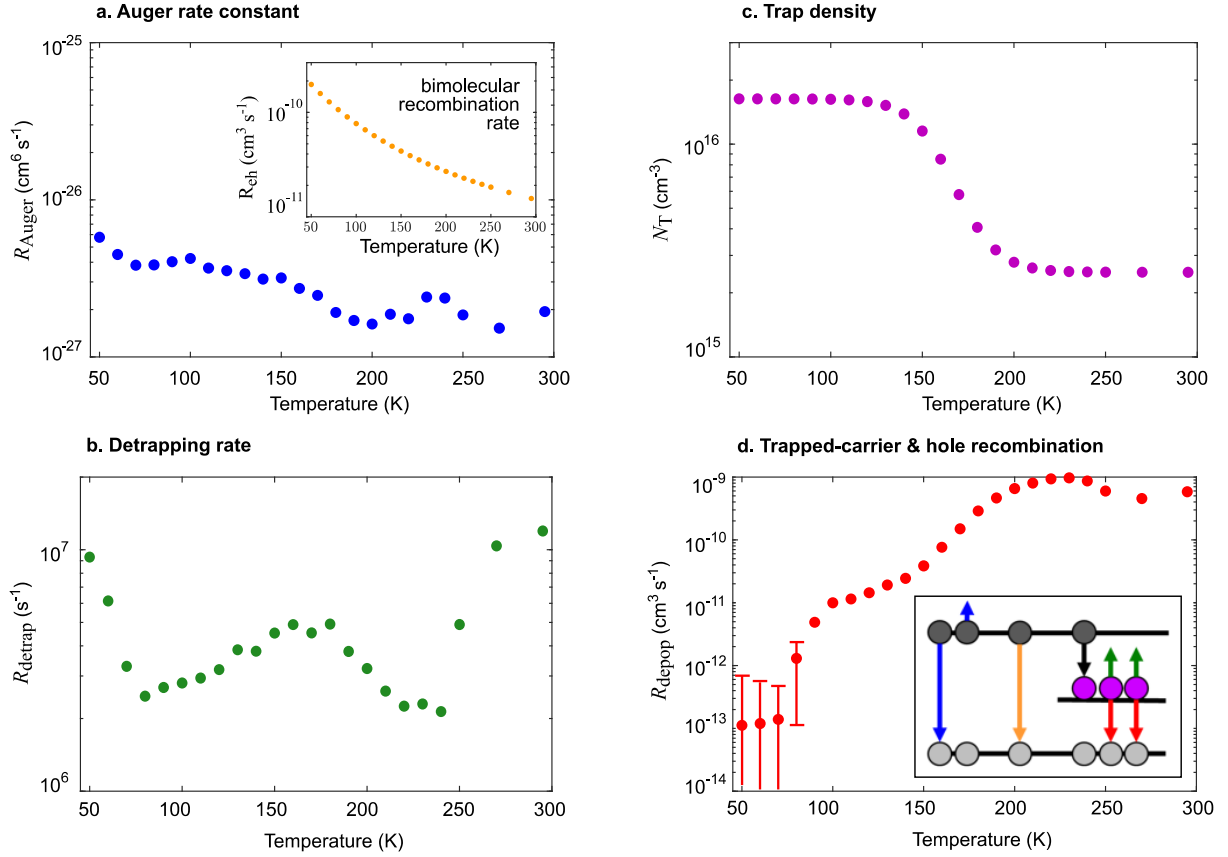 a. Auger rate constant
10^-25
10^-26
10^-27
R_Auger (cm^6 s^-1)
50 100 150 200 250 300
Temperature (K)
bimolecular
recombination
rate
10^-10
10^-11
R_eh (cm^3 s^-1)
50 100 150 200 250 300
Temperature (K)
c. Trap density
10^16
10^15
N_T (cm^-3)
50 100 150 200 250 300
Temperature (K)
b. Detrapping rate
10^7
10^6
R_detrap (s^-1)
50 100 150 200 250 300
Temperature (K)
d. Trapped-carrier & hole recombination
10^-9
10^-10
10^-11
10^-12
10^-13
10^-14
R_depop (cm^3 s^-1)
50 100 150 200 250 300
Temperature (K)